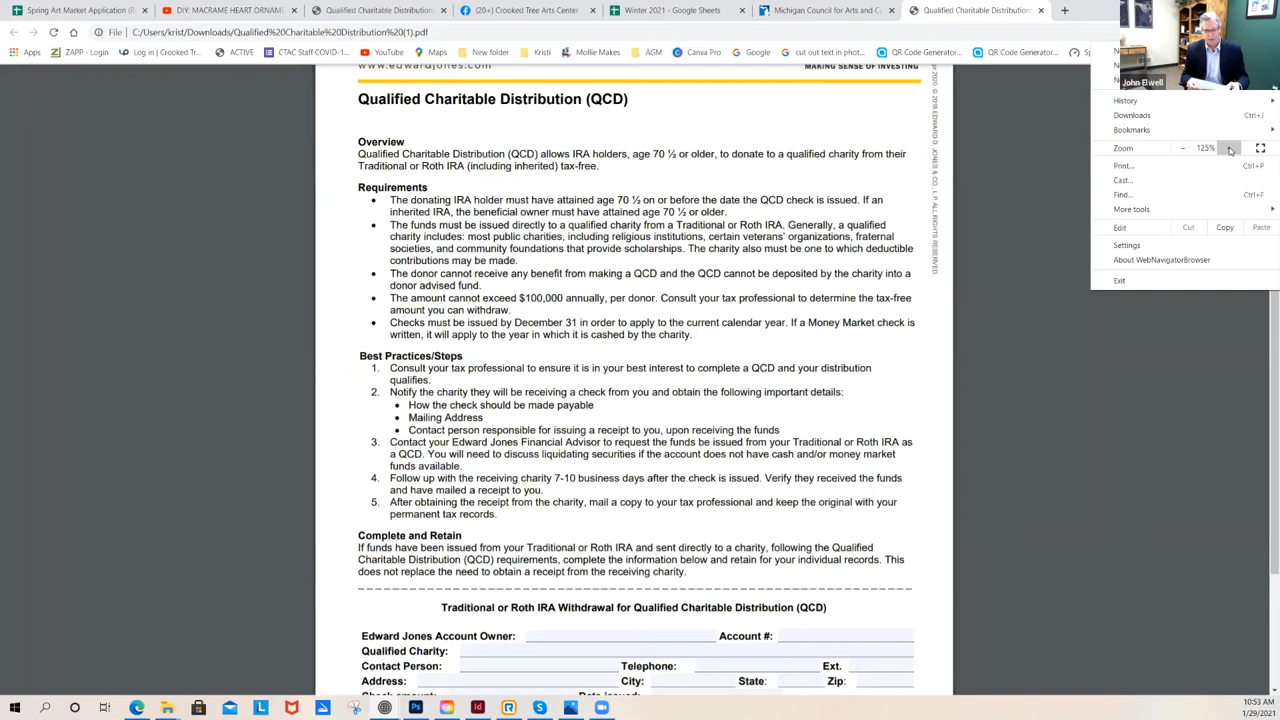 Spring Art Market Application (Re
DIY: MACRAME HEART ORNAME
Qualified Charitable Distribution
(20+) Crooked Tree Arts Center
Winter 2021 - Google Sheets
Michigan Council for Arts and Cu
Qualified Charitable Distribution
File | C:/Users/krist/Downloads/Qualified%20Charitable%20Distribution%20(1).pdf
Apps
ZAPP - Login
Log in | Crooked Tr...
ACTIVE
CTAC Staff COVID-1...
YouTube
Maps
New folder
Kristi
Mollie Makes
AGM
Canva Pro
Google
cut out text in phot...
QR Code Generator...
QR Code Generator...
John Elwell
www.edwardjones.com
MAKING SENSE OF INVESTING
Qualified Charitable Distribution (QCD)
Overview
Qualified Charitable Distribution (QCD) allows IRA holders, age 70 ½ or older, to donate to a qualified charity from their
Traditional or Roth IRA (including inherited) tax-free.
Requirements
• The donating IRA holder must have attained age 70 ½ on or before the date the QCD check is issued. If an
inherited IRA, the beneficial owner must have attained age 70 ½ or older.
• The funds must be issued directly to a qualified charity from a Traditional or Roth IRA. Generally, a qualified
charity includes: most public charities, including religious institutions, certain veterans' organizations, fraternal
societies, and community foundations that provide scholarships. The charity also must be one to which deductible
contributions may be made.
• The donor cannot receive any benefit from making a QCD and the QCD cannot be deposited by the charity into a
donor advised fund.
• The amount cannot exceed $100,000 annually, per donor. Consult your tax professional to determine the tax-free
amount you can withdraw.
• Checks must be issued by December 31 in order to apply to the current calendar year. If a Money Market check is
written, it will apply to the year in which it is cashed by the charity.
Best Practices/Steps
1. Consult your tax professional to ensure it is in your best interest to complete a QCD and your distribution
qualifies.
2. Notify the charity they will be receiving a check from you and obtain the following important details:
• How the check should be made payable
• Mailing Address
• Contact person responsible for issuing a receipt to you, upon receiving the funds
3. Contact your Edward Jones Financial Advisor to request the funds be issued from your Traditional or Roth IRA as
a QCD. You will need to discuss liquidating securities if the account does not have cash and/or money market
funds available.
4. Follow up with the receiving charity 7-10 business days after the check is issued. Verify they received the funds
and have mailed a receipt to you.
5. After obtaining the receipt from the charity, mail a copy to your tax professional and keep the original with your
permanent tax records.
Complete and Retain
If funds have been issued from your Traditional or Roth IRA and sent directly to a charity, following the Qualified
Charitable Distribution (QCD) requirements, complete the information below and retain for your individual records. This
does not replace the need to obtain a receipt from the receiving charity.
Traditional or Roth IRA Withdrawal for Qualified Charitable Distribution (QCD)
Edward Jones Account Owner: Account #:
Qualified Charity:
Contact Person: Telephone: Ext.
Address: City: State: Zip:
2020. © 2018 EDWARD D. JONES & CO., L.P. ALL RIGHTS RESERVED.
History
Downloads Ctrl+J
Bookmarks
Zoom - 125% +
Print... Ctrl+P
Cast...
Find... Ctrl+F
More tools
Edit Cut Copy Paste
Settings
About WebNavigatorBrowser
Exit
10:53 AM
1/29/2021